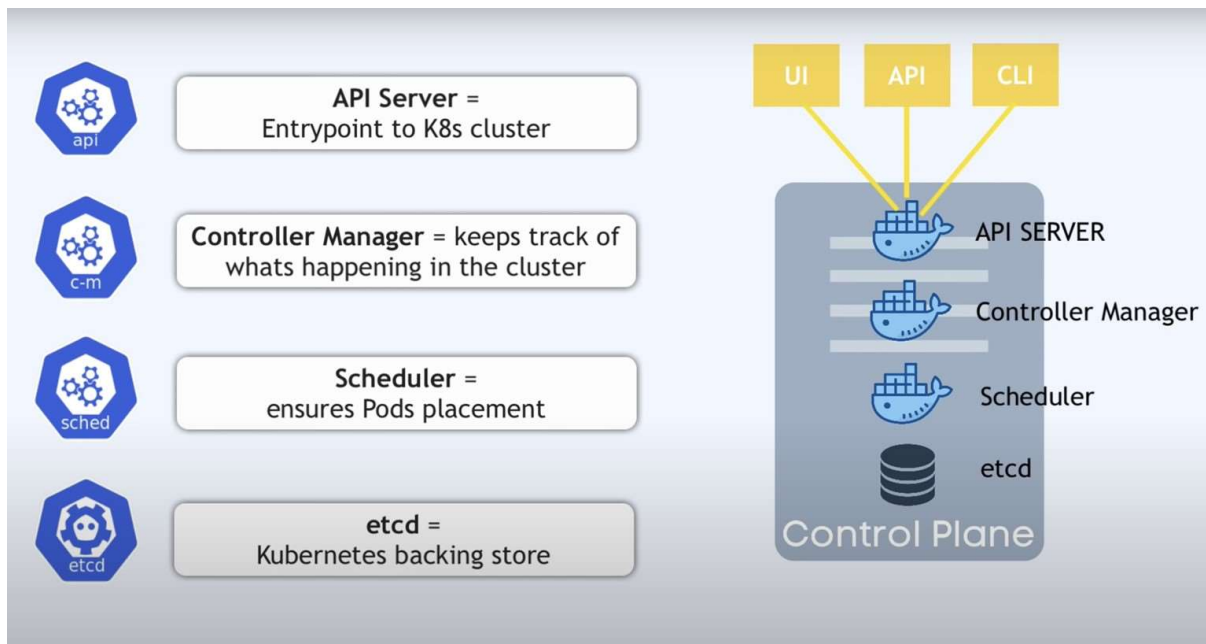 api
API Server =
Entrypoint to K8s cluster
c-m
Controller Manager = keeps track of
whats happening in the cluster
sched
Scheduler =
ensures Pods placement
etcd
etcd =
Kubernetes backing store
UI
API
CLI
API SERVER
Controller Manager
Scheduler
etcd
Control Plane